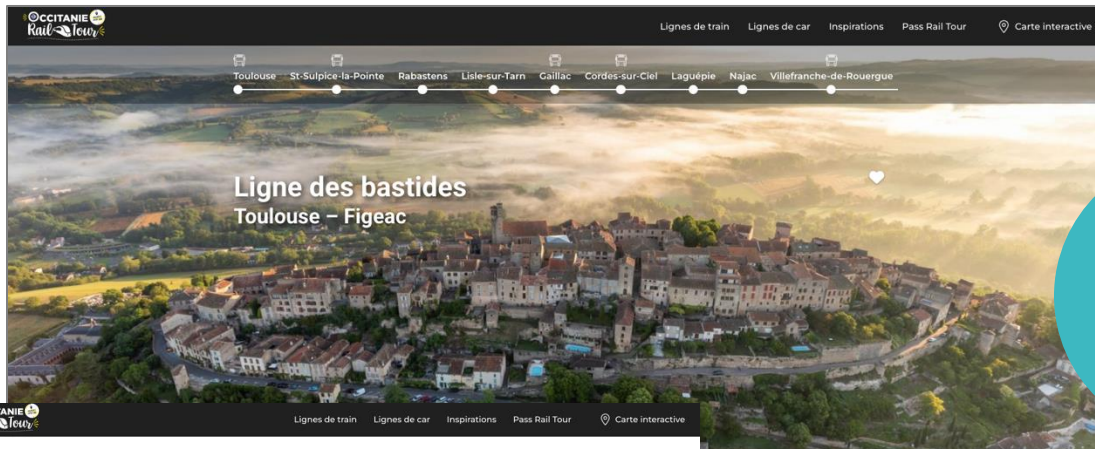 OCCITANIE
Rail Tour
Lignes de train Lignes de car Inspirations Pass Rail Tour Carte interactive
Toulouse St-Sulpice-la-Pointe Rabastens Lisle-sur-Tarn Gaillac Cordes-sur-Ciel Laguépie Najac Villefranche-de-Rouergue
Ligne des bastides
Toulouse – Figeac
TANIE
Tour
Lignes de train Lignes de car Inspirations Pass Rail Tour Carte interactive